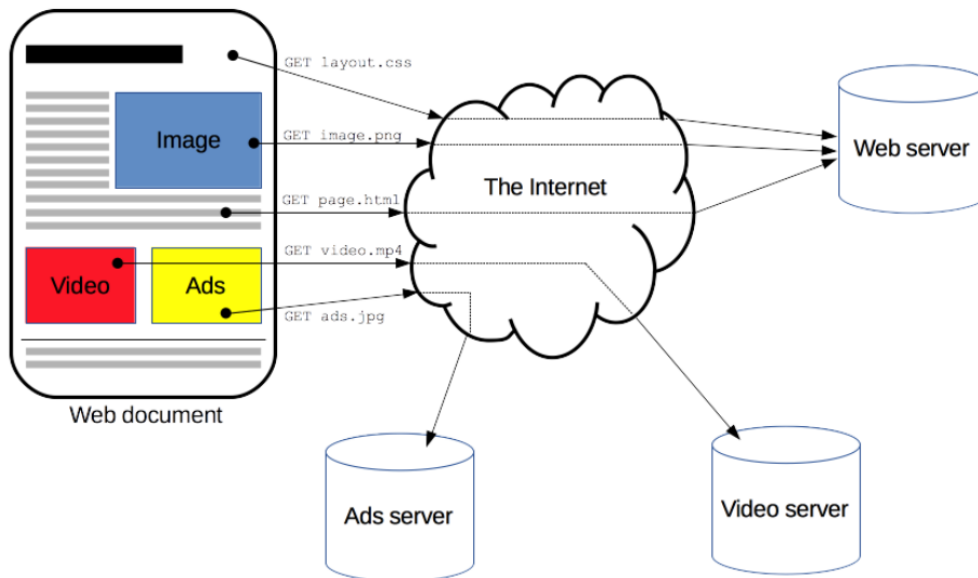 GET layout.css
Image
GET image.png
Web server
The Internet
GET page.html
GET video.mp4
Video
Ads
GET ads.jpg
Web document
Ads server
Video server